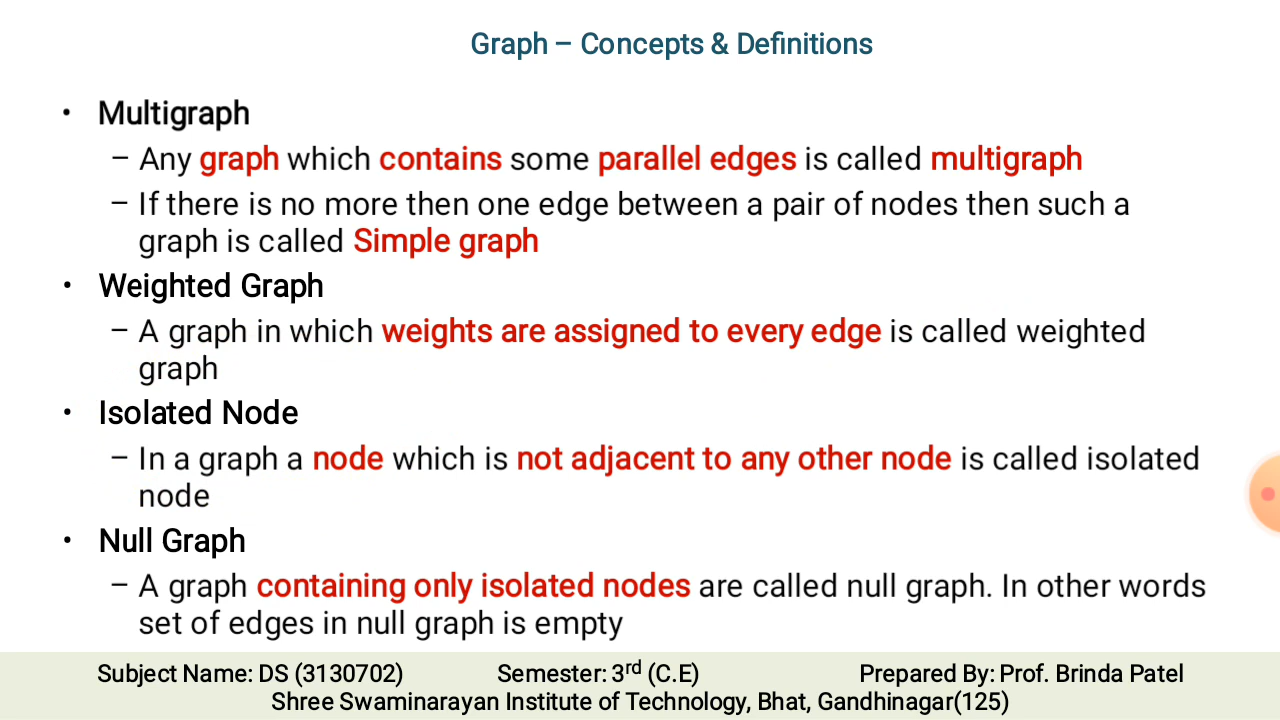 Graph – Concepts & Definitions
• Multigraph
– Any graph which contains some parallel edges is called multigraph
– If there is no more then one edge between a pair of nodes then such a
graph is called Simple graph
• Weighted Graph
– A graph in which weights are assigned to every edge is called weighted
graph
• Isolated Node
– In a graph a node which is not adjacent to any other node is called isolated
node
• Null Graph
– A graph containing only isolated nodes are called null graph. In other words
set of edges in null graph is empty
Subject Name: DS (3130702) Semester: 3rd (C.E) Prepared By: Prof. Brinda Patel
Shree Swaminarayan Institute of Technology, Bhat, Gandhinagar(125)